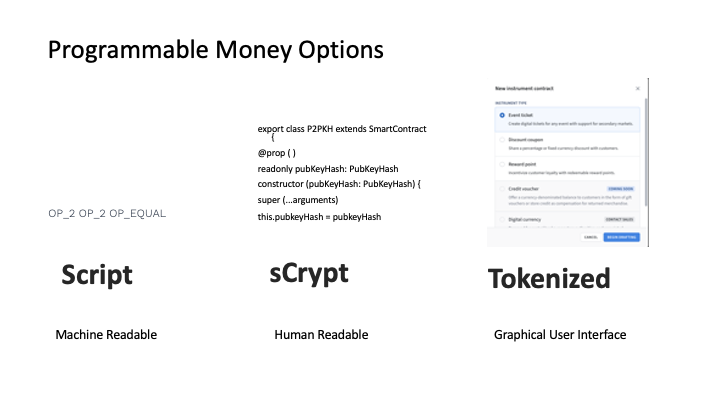 Programmable Money Options
OP_2 OP_2 OP_EQUAL
export class P2PKH extends SmartContract
{
@prop ( )
readonly pubKeyHash: PubKeyHash
constructor (pubKeyHash: PubKeyHash) {
super (...arguments)
this.pubkeyHash = pubkeyHash
New instrument contract
INSTRUMENT TYPE
Event ticket
Create digital tickets for any event with support for secondary markets.
Discount coupon
Share a percentage or fixed discount with customers.
Reward point
Incentivize customer loyalty with redeemable reward points.
Credit voucher
COMING SOON
Offer a currency denominated balance to customers in the form of gift
vouchers or store credit as compensation for returned merchandise.
Digital currency
CONTACT SALES
CANCEL
BEGIN DRAFTING
Script
sCrypt
Tokenized
Machine Readable
Human Readable
Graphical User Interface